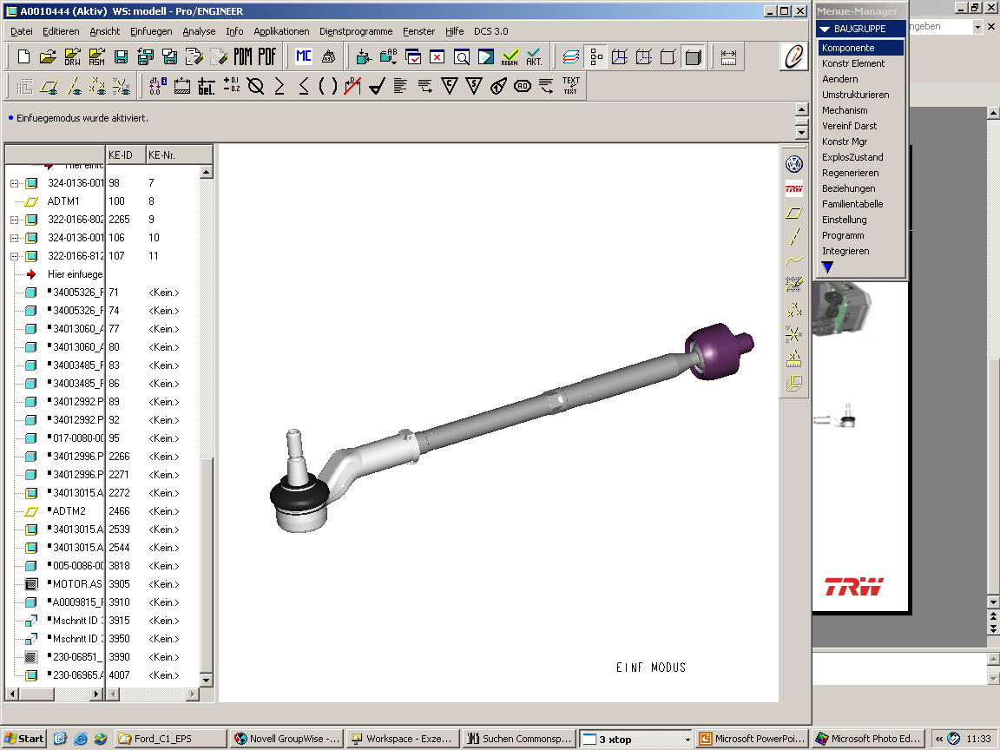 A0010444 (Aktiv) WS: modell - Pro/ENGINEER
Datei Editieren Ansicht Einfuegen Analyse Info Applikationen Dienstprogramme Fenster Hilfe DCS 3.0
DRW ASM PDM PDF MC REGEN AKT.
TEXT
TEXT
Einfuegemodus wurde aktiviert.
KE-ID KE-Nr.
324-0136-001 98 7
ADTM1 100 8
322-0166-802 2265 9
324-0136-001 106 10
322-0166-812 107 11
Hier einfuege
34005326_F 71 <Kein.>
34005326_F 74 <Kein.>
34013060_A 77 <Kein.>
34013060_A 80 <Kein.>
34003485_F 83 <Kein.>
34003485_F 86 <Kein.>
34012992.P 89 <Kein.>
34012992.P 92 <Kein.>
017-0080-00 95 <Kein.>
34012996.P 2266 <Kein.>
34012996.P 2271 <Kein.>
34013015.A 2272 <Kein.>
ADTM2 2466 <Kein.>
34013015.A 2539 <Kein.>
34013015.A 2544 <Kein.>
005-0086-00 3818 <Kein.>
MOTOR.AS 3905 <Kein.>
A0009815_F 3910 <Kein.>
Mschntt ID 3 3915 <Kein.>
Mschntt ID 3 3950 <Kein.>
230-06851_ 3990 <Kein.>
230-06965.A 4007 <Kein.>
EINF MODUS
TRW
Menue-Manager
BAUGRUPPE
Komponente
Konstr Element
Aendern
Umstrukturieren
Mechanism
Vereinf Darst
Konstr Mgr
ExplosZustand
Regenerieren
Beziehungen
Familientabelle
Einstellung
Programm
Integrieren
ngeben
TRW
Start Ford_C1_EPS Novell GroupWise -... Workspace - Exze... Suchen Commonsp... 3 xtop Microsoft PowerPoi... Microsoft Photo Ed... 11:33